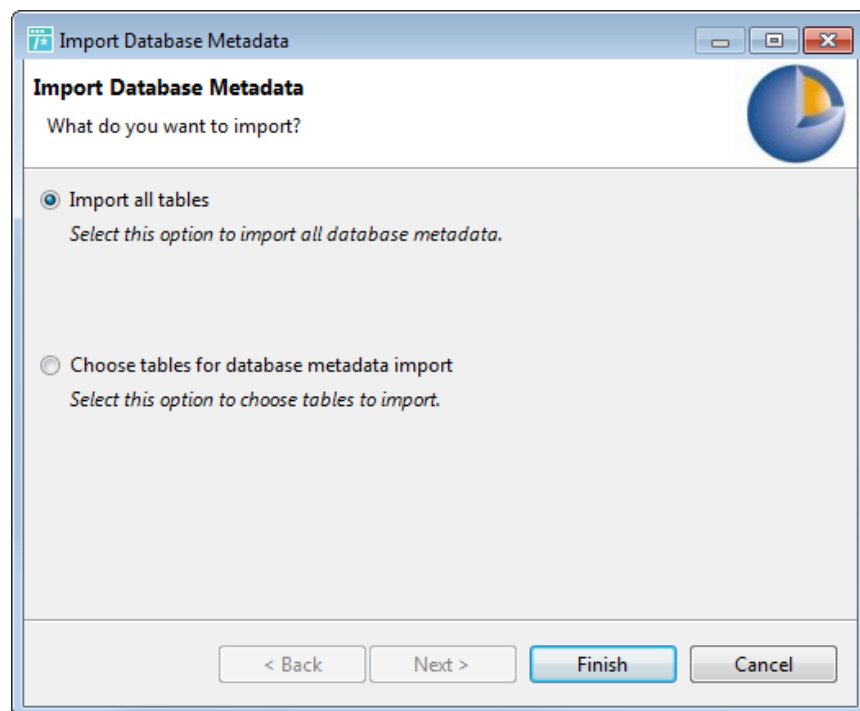 Import Database Metadata
Import Database Metadata
What do you want to import?
Import all tables
Select this option to import all database metadata.
Choose tables for database metadata import
Select this option to choose tables to import.
< Back Next > Finish Cancel